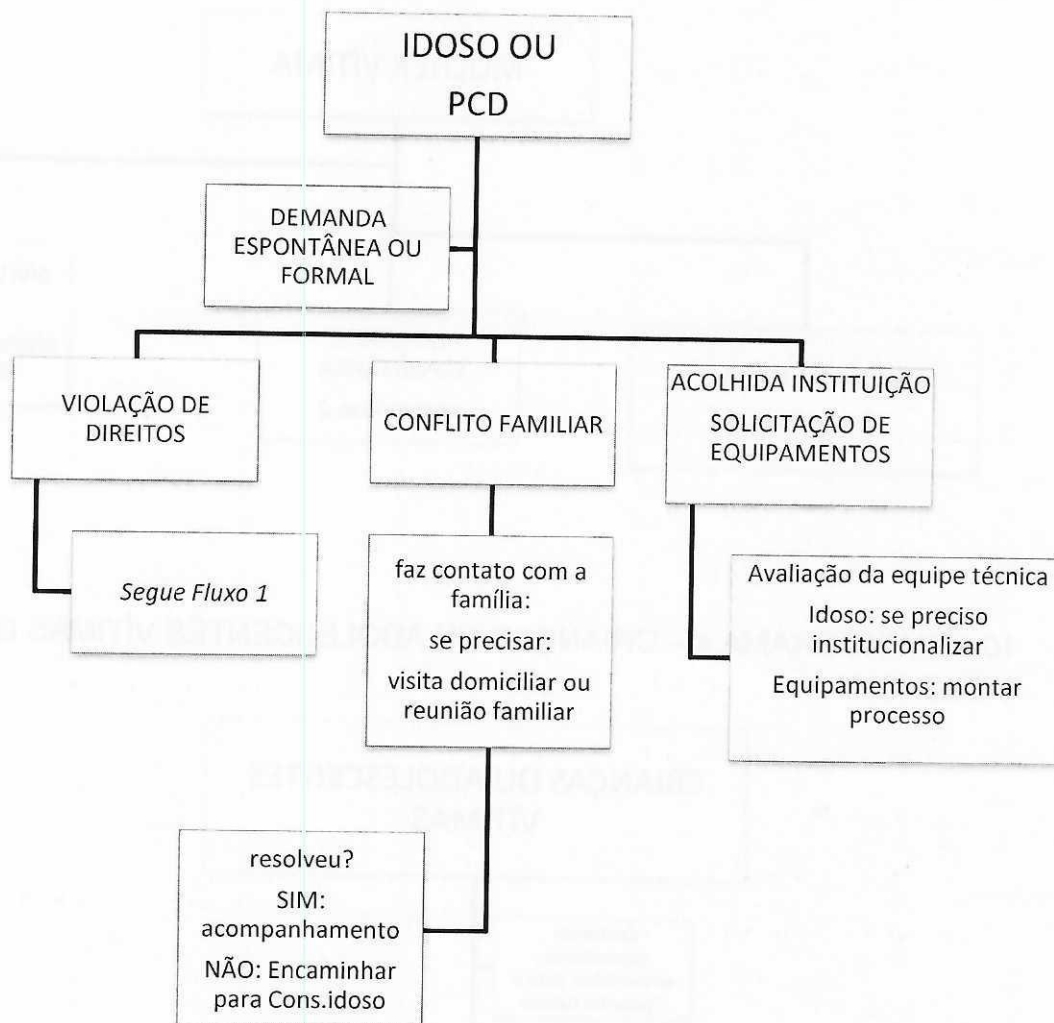 IDOSO OU
PCD
DEMANDA
ESPONTÂNEA OU
FORMAL
VIOLAÇÃO DE
DIREITOS
CONFLITO FAMILIAR
ACOLHIDA INSTITUIÇÃO
SOLICITAÇÃO DE
EQUIPAMENTOS
Segue Fluxo 1
faz contato com a
família:
se precisar:
visita domiciliar ou
reunião familiar
Avaliação da equipe técnica
Idoso: se preciso
institucionalizar
Equipamentos: montar
processo
resolveu?
SIM:
acompanhamento
NÃO: Encaminhar
para Cons.idoso